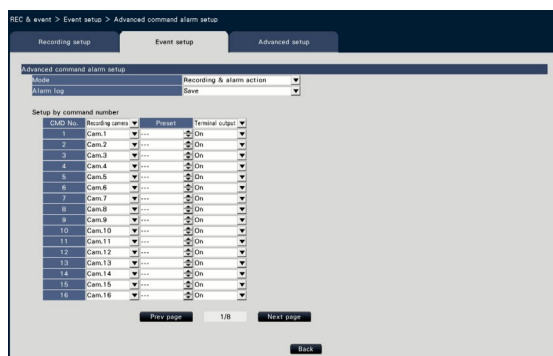 REC & event > Event setup > Advanced command alarm setup
Recording setup Event setup Advanced setup
Advanced command alarm setup
Mode Recording & alarm action
Alarm log Save
Setup by command number
CMD No. Recording camera Preset Terminal output
1 Cam.1 --- On
2 Cam.2 --- On
3 Cam.3 --- On
4 Cam.4 --- On
5 Cam.5 --- On
6 Cam.6 --- On
7 Cam.7 --- On
8 Cam.8 --- On
9 Cam.9 --- On
10 Cam.10 --- On
11 Cam.11 --- On
12 Cam.12 --- On
13 Cam.13 --- On
14 Cam.14 --- On
15 Cam.15 --- On
16 Cam.16 --- On
Prev page 1/8 Next page
Back